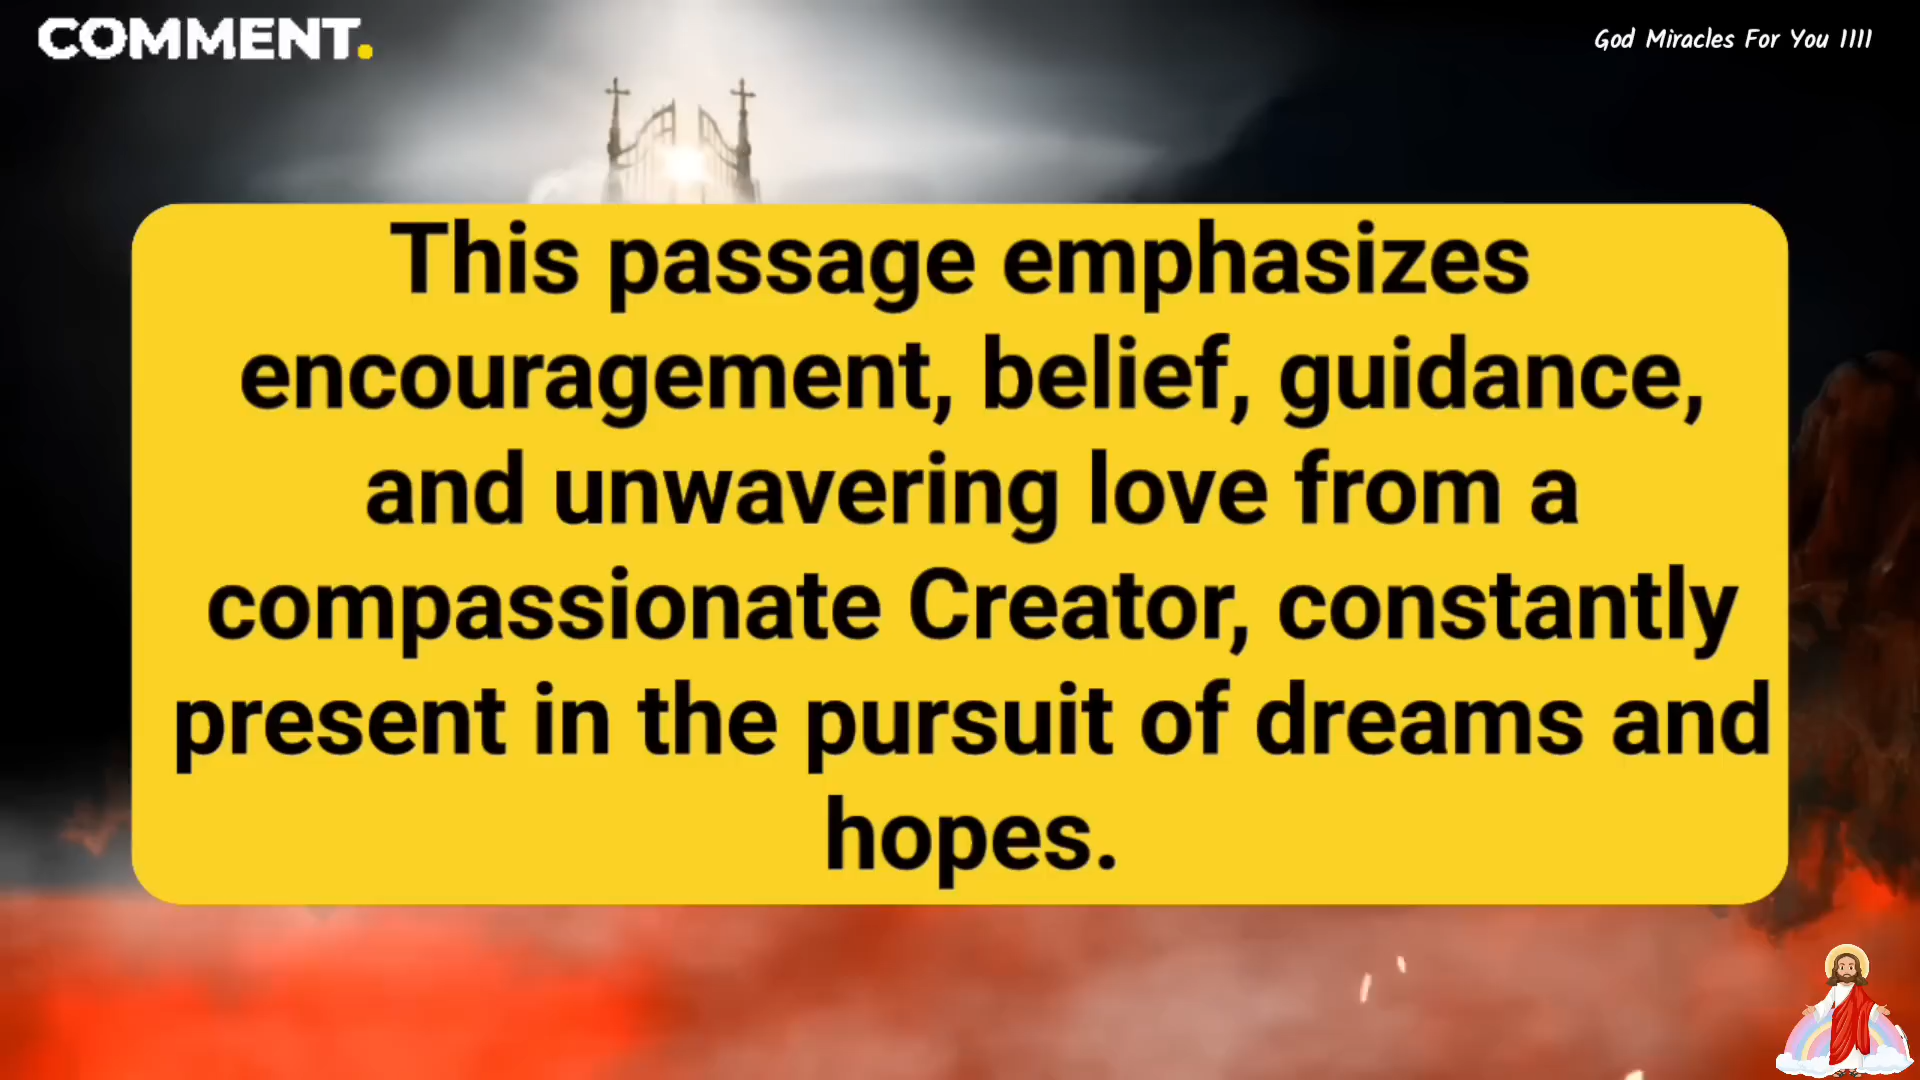 COMMENT.
God Miracles For You 1111
This passage emphasizes
encouragement, belief, guidance,
and unwavering love from a
compassionate Creator, constantly
present in the pursuit of dreams and
hopes.